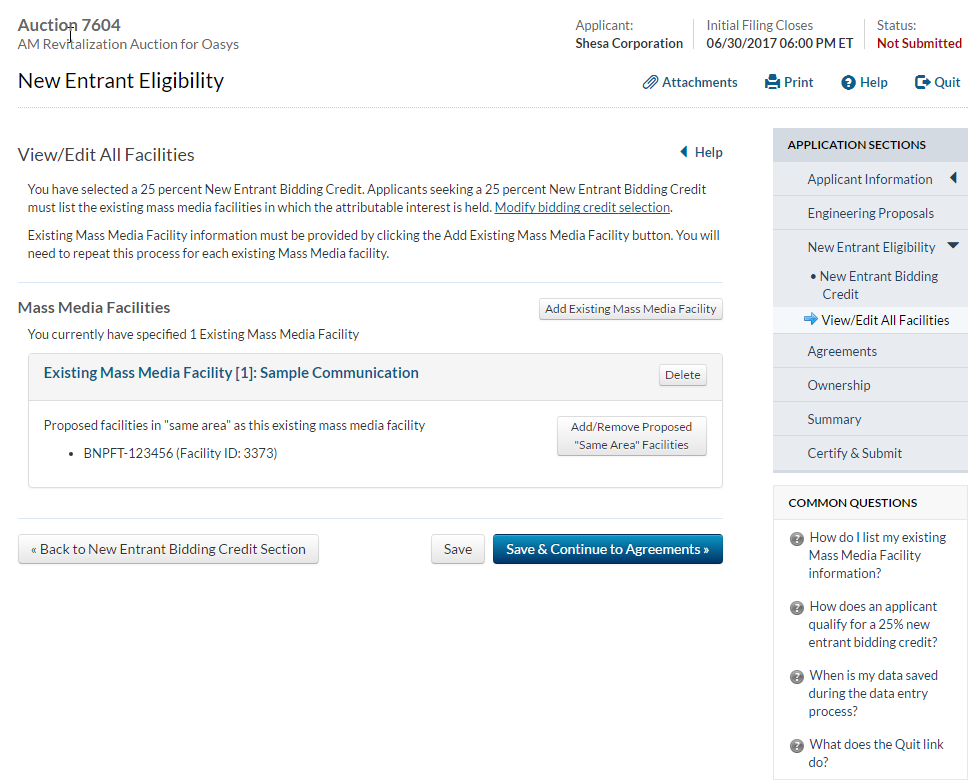 Auction 7604
AM Revitalization Auction for Oasys
Applicant:
Shesa Corporation
Initial Filing Closes
06/30/2017 06:00 PM ET
Status:
Not Submitted
New Entrant Eligibility
Attachments
Print
Help
Quit
View/Edit All Facilities
Help
You have selected a 25 percent New Entrant Bidding Credit. Applicants seeking a 25 percent New Entrant Bidding Credit
must list the existing mass media facilities in which the attributable interest is held. Modify bidding credit selection.
Existing Mass Media Facility information must be provided by clicking the Add Existing Mass Media Facility button. You will
need to repeat this process for each existing Mass Media facility.
Mass Media Facilities
Add Existing Mass Media Facility
You currently have specified 1 Existing Mass Media Facility
Existing Mass Media Facility [1]: Sample Communication
Delete
Proposed facilities in "same area" as this existing mass media facility
• BNPFT-123456 (Facility ID: 3373)
Add/Remove Proposed
"Same Area" Facilities
« Back to New Entrant Bidding Credit Section
Save
Save & Continue to Agreements »
APPLICATION SECTIONS
Applicant Information
Engineering Proposals
New Entrant Eligibility
• New Entrant Bidding
Credit
View/Edit All Facilities
Agreements
Ownership
Summary
Certify & Submit
COMMON QUESTIONS
? How do I list my existing
Mass Media Facility
information?
? How does an applicant
qualify for a 25% new
entrant bidding credit?
? When is my data saved
during the data entry
process?
? What does the Quit link
do?